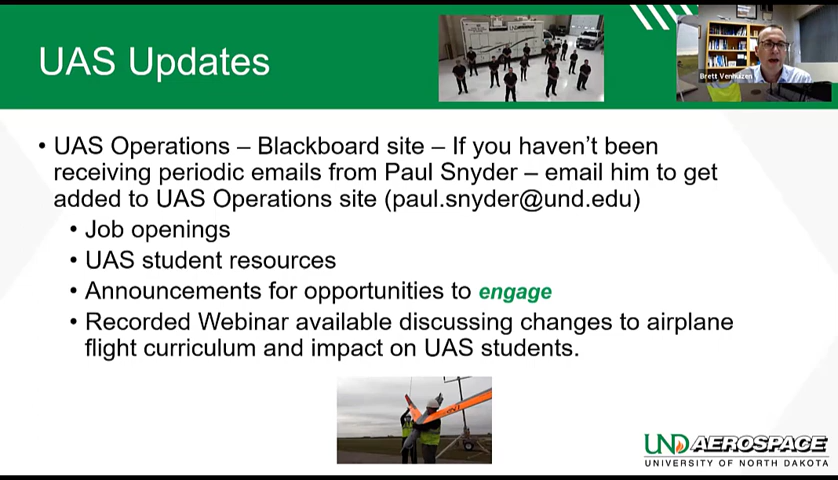 UAS Updates
Brett Venhuizen
• UAS Operations – Blackboard site – If you haven't been
receiving periodic emails from Paul Snyder – email him to get
added to UAS Operations site (paul.snyder@und.edu)
• Job openings
• UAS student resources
• Announcements for opportunities to engage
• Recorded Webinar available discussing changes to airplane
flight curriculum and impact on UAS students.
UND AEROSPACE
UNIVERSITY OF NORTH DAKOTA